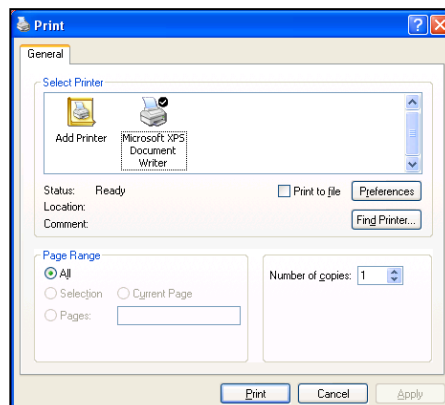 Print
General
Select Printer
Add Printer
Microsoft XPS
Document
Writer
Status: Ready
Print to file
Preferences
Location:
Comment:
Find Printer...
Page Range
All
Selection
Current Page
Pages:
Number of copies: 1
Print
Cancel
Apply